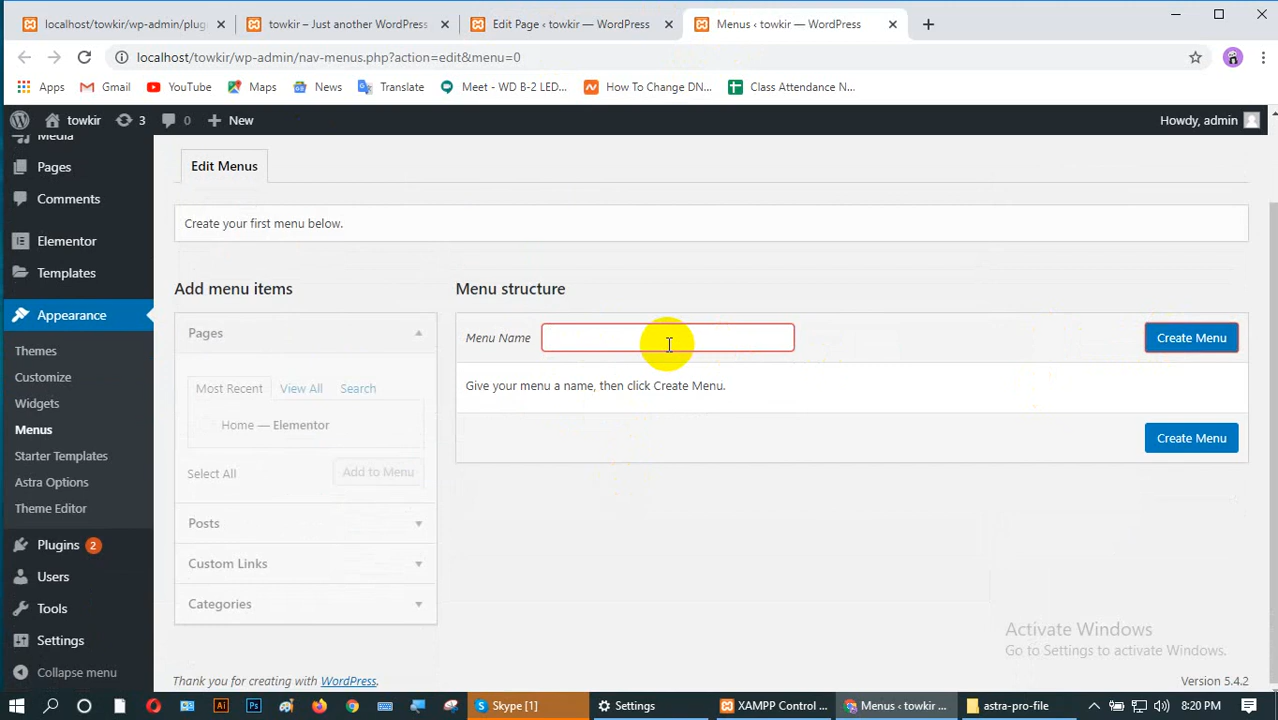 localhost/towkir/wp-admin/plug
towkir – Just another WordPress
Edit Page ‹ towkir — WordPress
Menus ‹ towkir — WordPress
localhost/towkir/wp-admin/nav-menus.php?action=edit&menu=0
Apps
Gmail
YouTube
Maps
News
Translate
Meet - WD B-2 LED...
How To Change DN...
Class Attendance N...
towkir
3
0
New
Howdy, admin
Media
Pages
Comments
Elementor
Templates
Appearance
Themes
Customize
Widgets
Menus
Starter Templates
Astra Options
Theme Editor
Plugins 2
Users
Tools
Settings
Collapse menu
Edit Menus
Create your first menu below.
Add menu items
Pages
Most Recent
View All
Search
Home — Elementor
Select All
Add to Menu
Posts
Custom Links
Categories
Menu structure
Menu Name
Create Menu
Give your menu a name, then click Create Menu.
Create Menu
Activate Windows
Go to Settings to activate Windows.
Thank you for creating with WordPress.
Version 5.4.2
Skype [1]
Settings
XAMPP Control ...
Menus ‹ towkir ...
astra-pro-file
8:20 PM